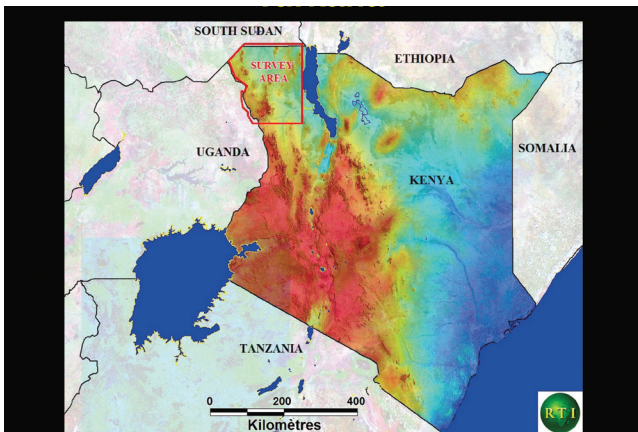 SOUTH SUDAN
ETHIOPIA
SURVEY
AREA
UGANDA
KENYA
SOMALIA
TANZANIA
0 200 400
Kilomètres
RTI